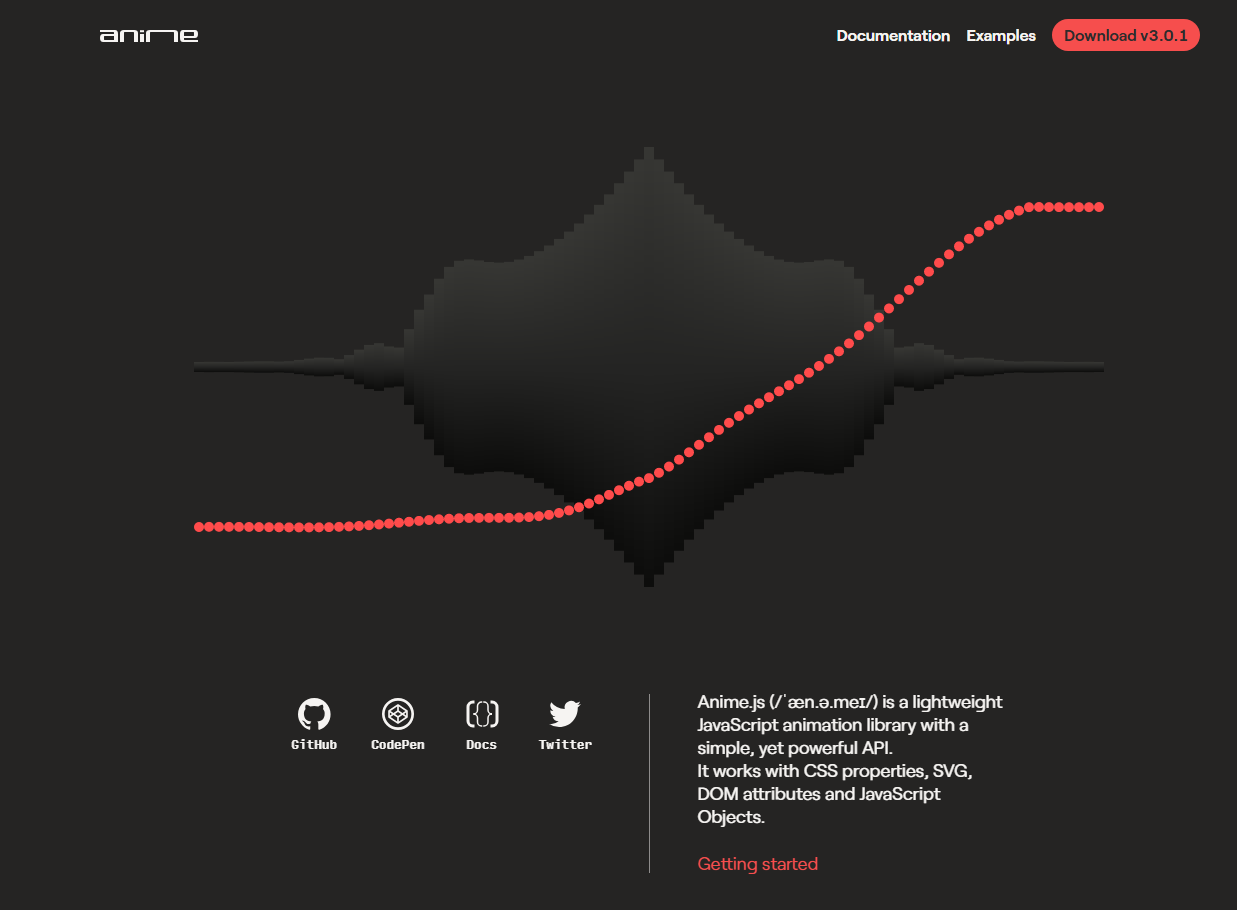 anime
Documentation Examples Download v3.0.1
GitHub CodePen Docs Twitter
Anime.js (/ˈæn.ə.meɪ/) is a lightweight
JavaScript animation library with a
simple, yet powerful API.
It works with CSS properties, SVG,
DOM attributes and JavaScript
Objects.
Getting started